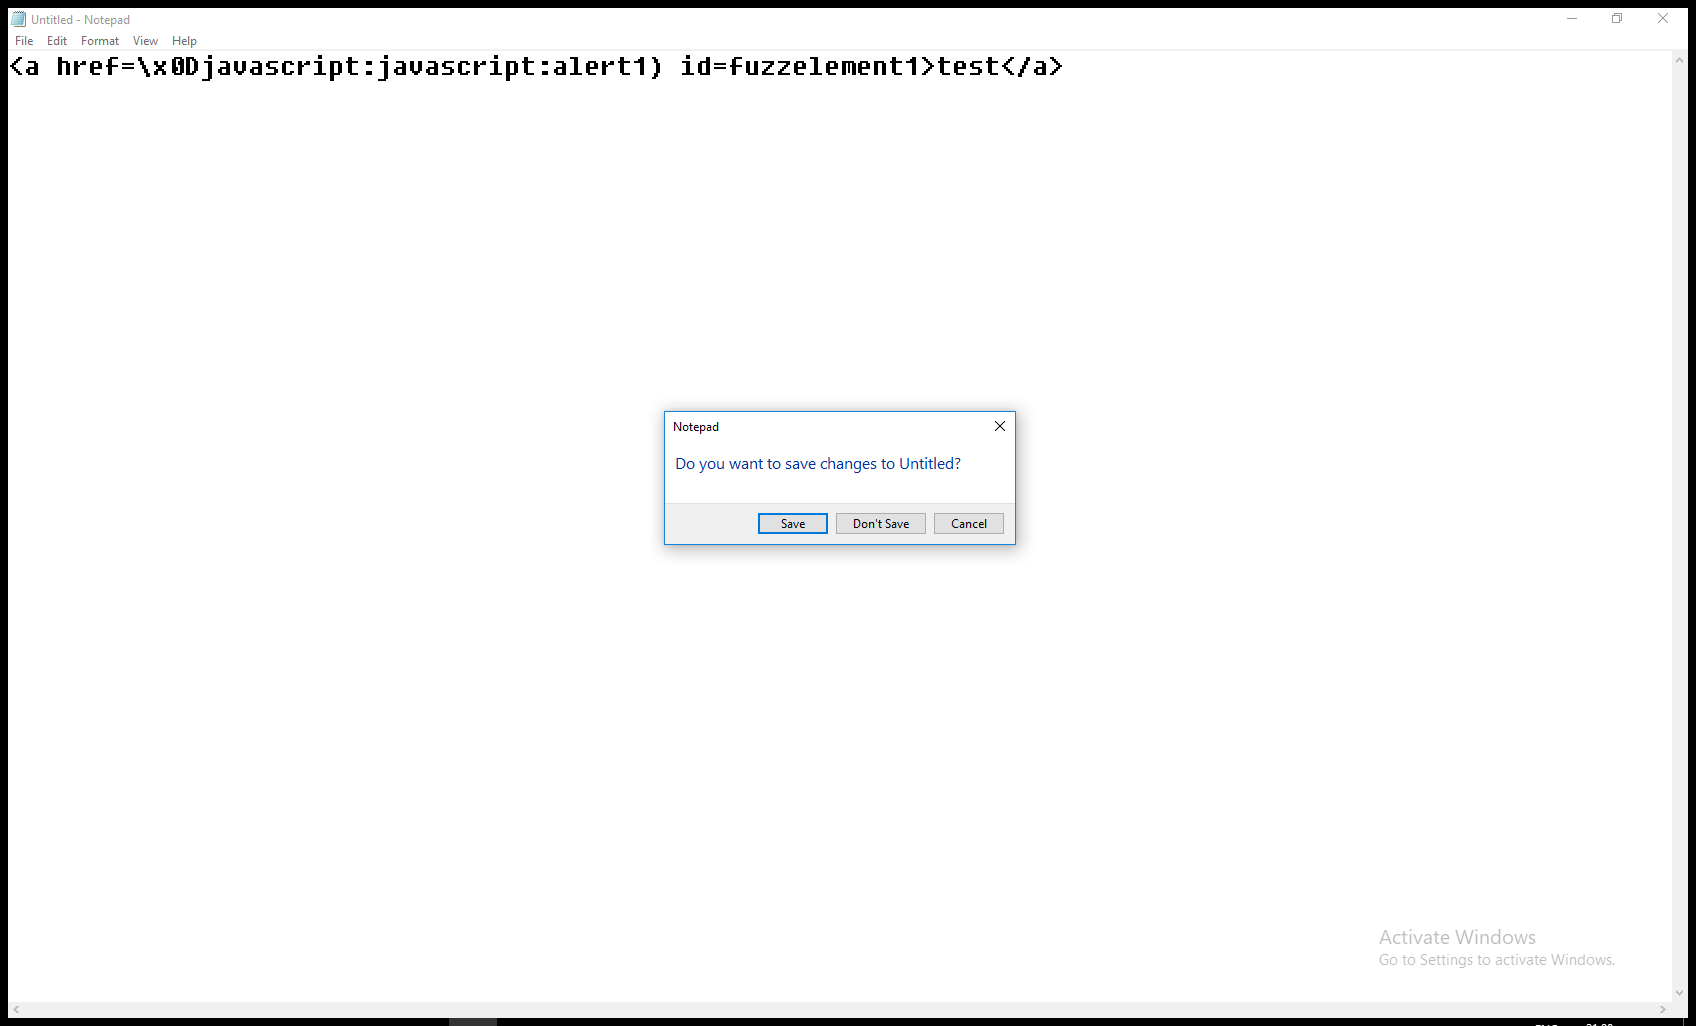 Untitled - Notepad
File Edit Format View Help
<a href=\x0Djavascript:javascript:alert1) id=fuzzelement1>test</a>
Notepad
Do you want to save changes to Untitled?
Save Don't Save Cancel
Activate Windows
Go to Settings to activate Windows.